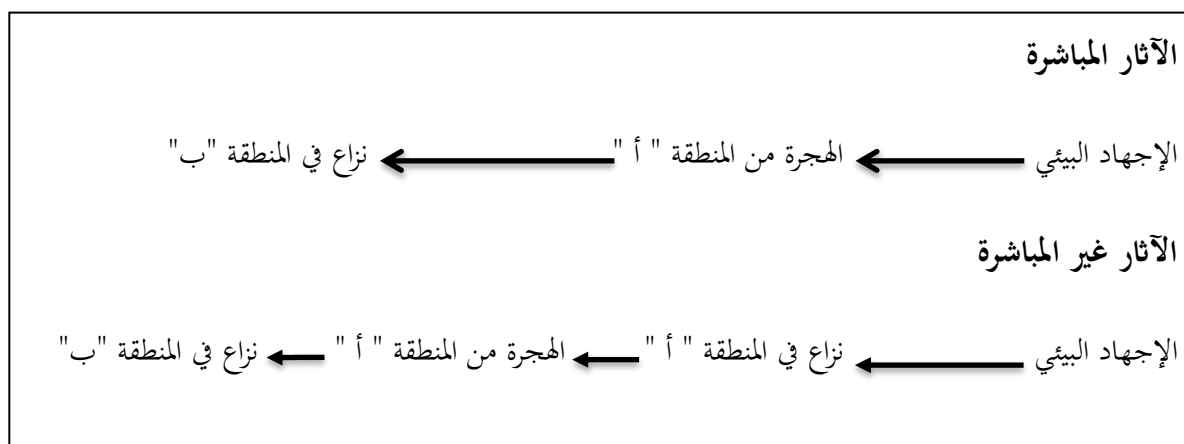 الآثار المباشرة
الإجهاد البيئي الهجرة من المنطقة " أ " نزاع في المنطقة "ب"
الآثار غير المباشرة
الإجهاد البيئي نزاع في المنطقة " أ " الهجرة من المنطقة " أ " نزاع في المنطقة "ب"